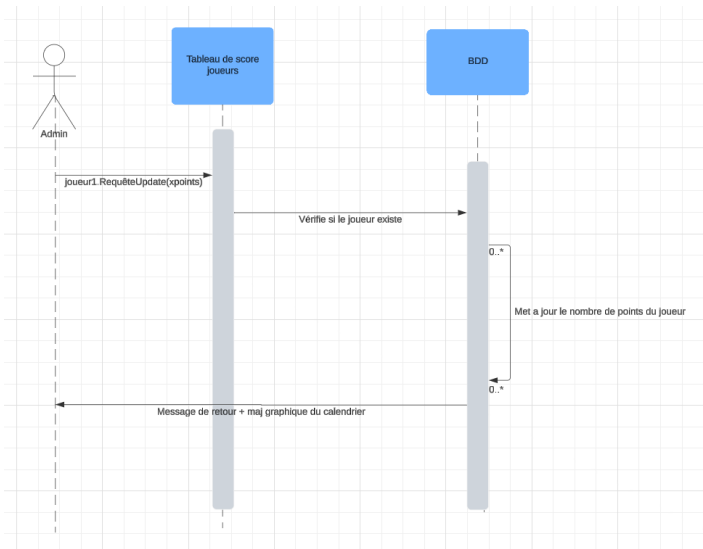 Tableau de score
joueurs
BDD
Admin
joueur1.RequêteUpdate(xpoints)
Vérifie si le joueur existe
0..*
Met a jour le nombre de points du joueur
0..*
Message de retour + maj graphique du calendrier